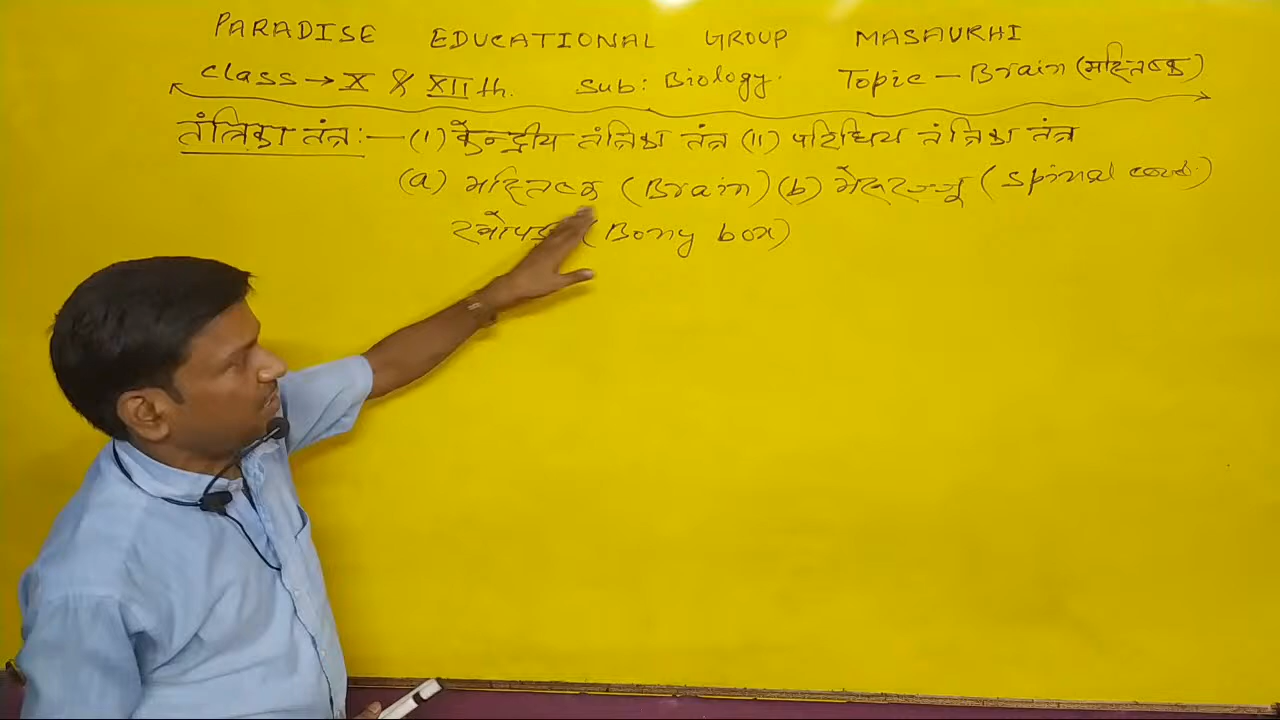 PARADISE EDUCATIONAL GROUP MASAURHI
Class → X & XIIth. Sub: Biology. Topic – Brain (मस्तिष्क)
तंत्रिका तंत्र:— (I) केन्द्रीय तंत्रिका तंत्र (II) परिधिय तंत्रिका तंत्र
(a) मस्तिष्क (Brain) (b) मेरूरज्जू (Spinal cord.)
(Bony box)